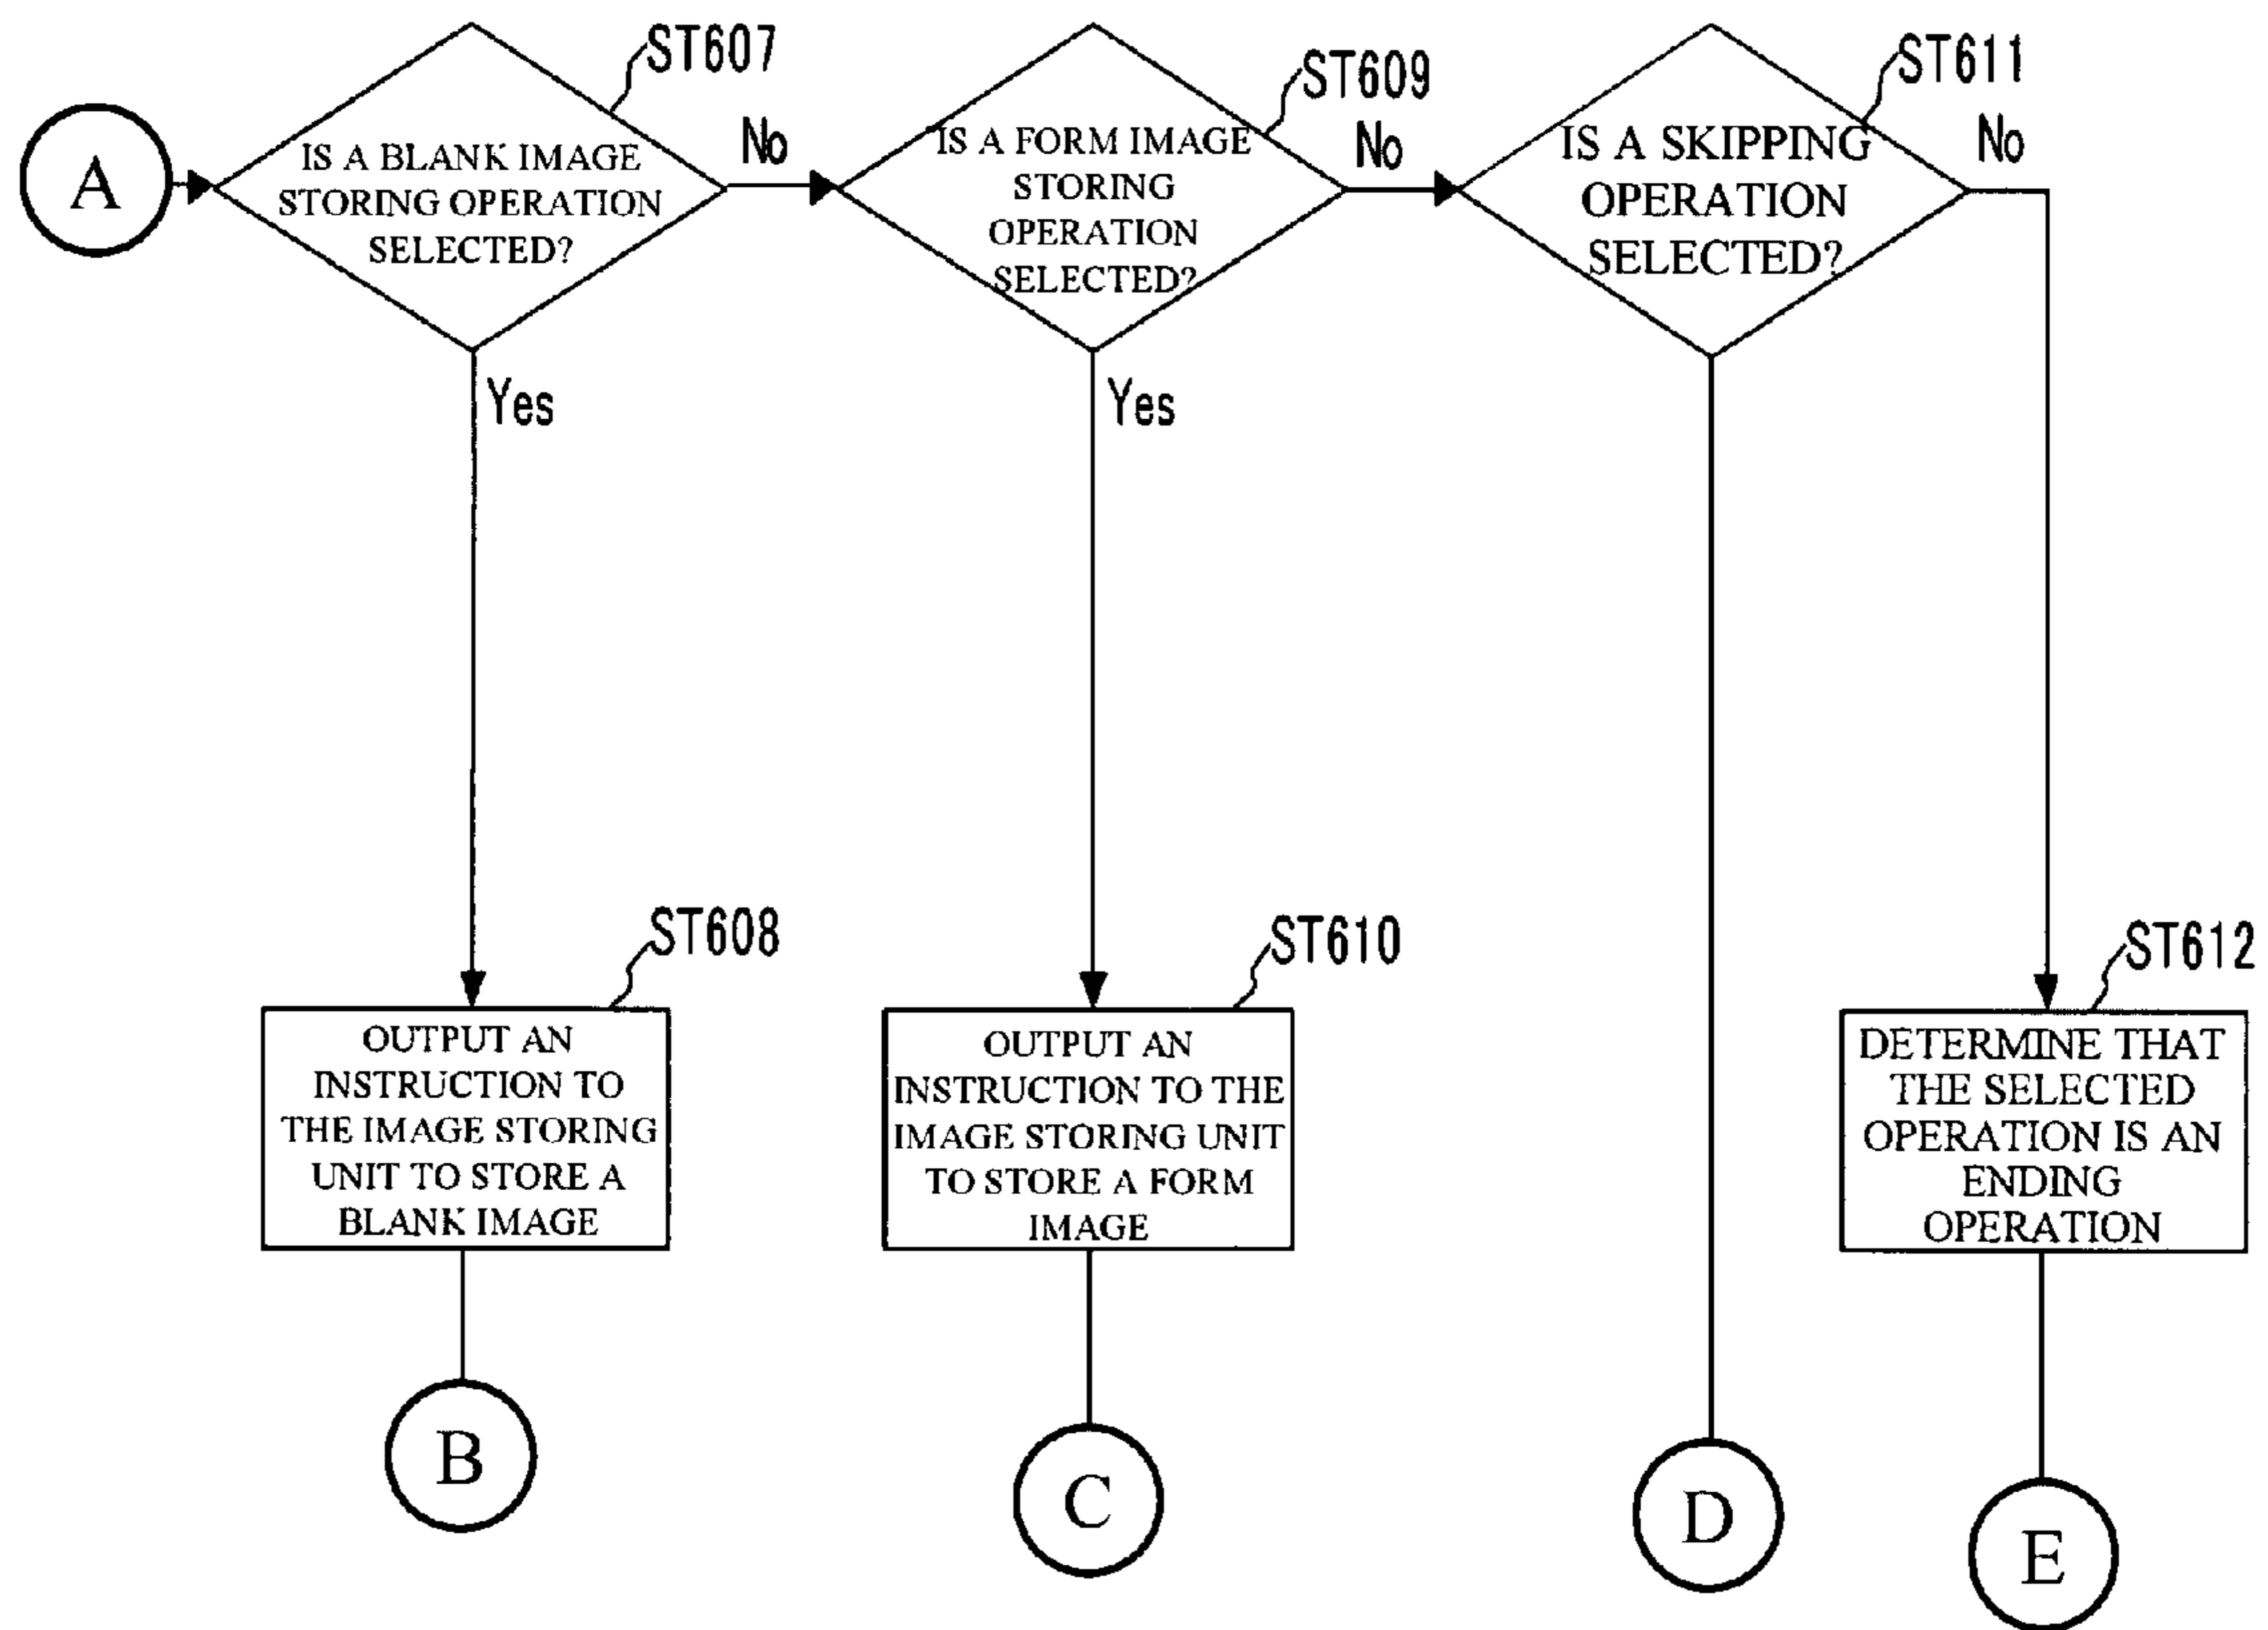 A
ST607
IS A BLANK IMAGE
STORING OPERATION
SELECTED?
No
Yes
ST609
IS A FORM IMAGE
STORING
OPERATION
SELECTED?
No
Yes
ST611
IS A SKIPPING
OPERATION
SELECTED?
No
ST608
OUTPUT AN
INSTRUCTION TO
THE IMAGE STORING
UNIT TO STORE A
BLANK IMAGE
ST610
OUTPUT AN
INSTRUCTION TO THE
IMAGE STORING UNIT
TO STORE A FORM
IMAGE
ST612
DETERMINE THAT
THE SELECTED
OPERATION IS AN
ENDING
OPERATION
B
C
D
E